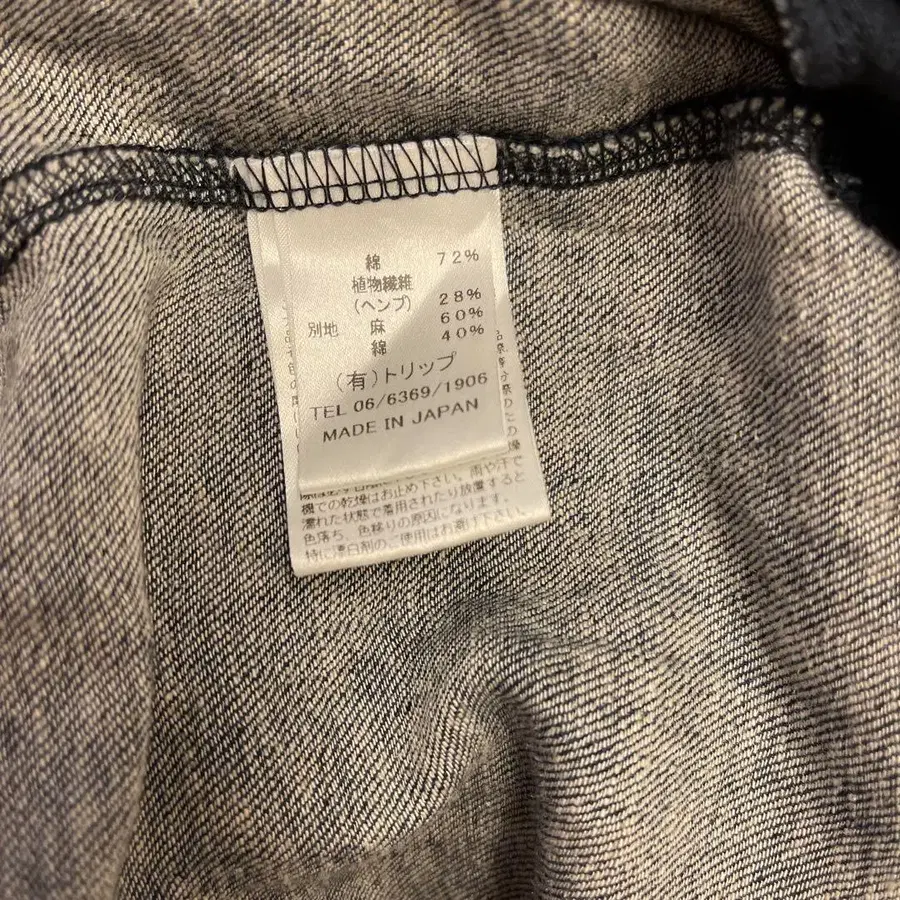 綿 72%
植物繊維
(ヘンプ) 28%
別地 麻 60%
綿 40%
(有)トリップ
TEL 06/6369/1906
MADE IN JAPAN
機での乾燥はお止め下さい。雨や汗で
濡れた状態で着用されたり放置すると
色落ち、色移りの原因になります。
特に漂白剤のご使用はお避け下さい。